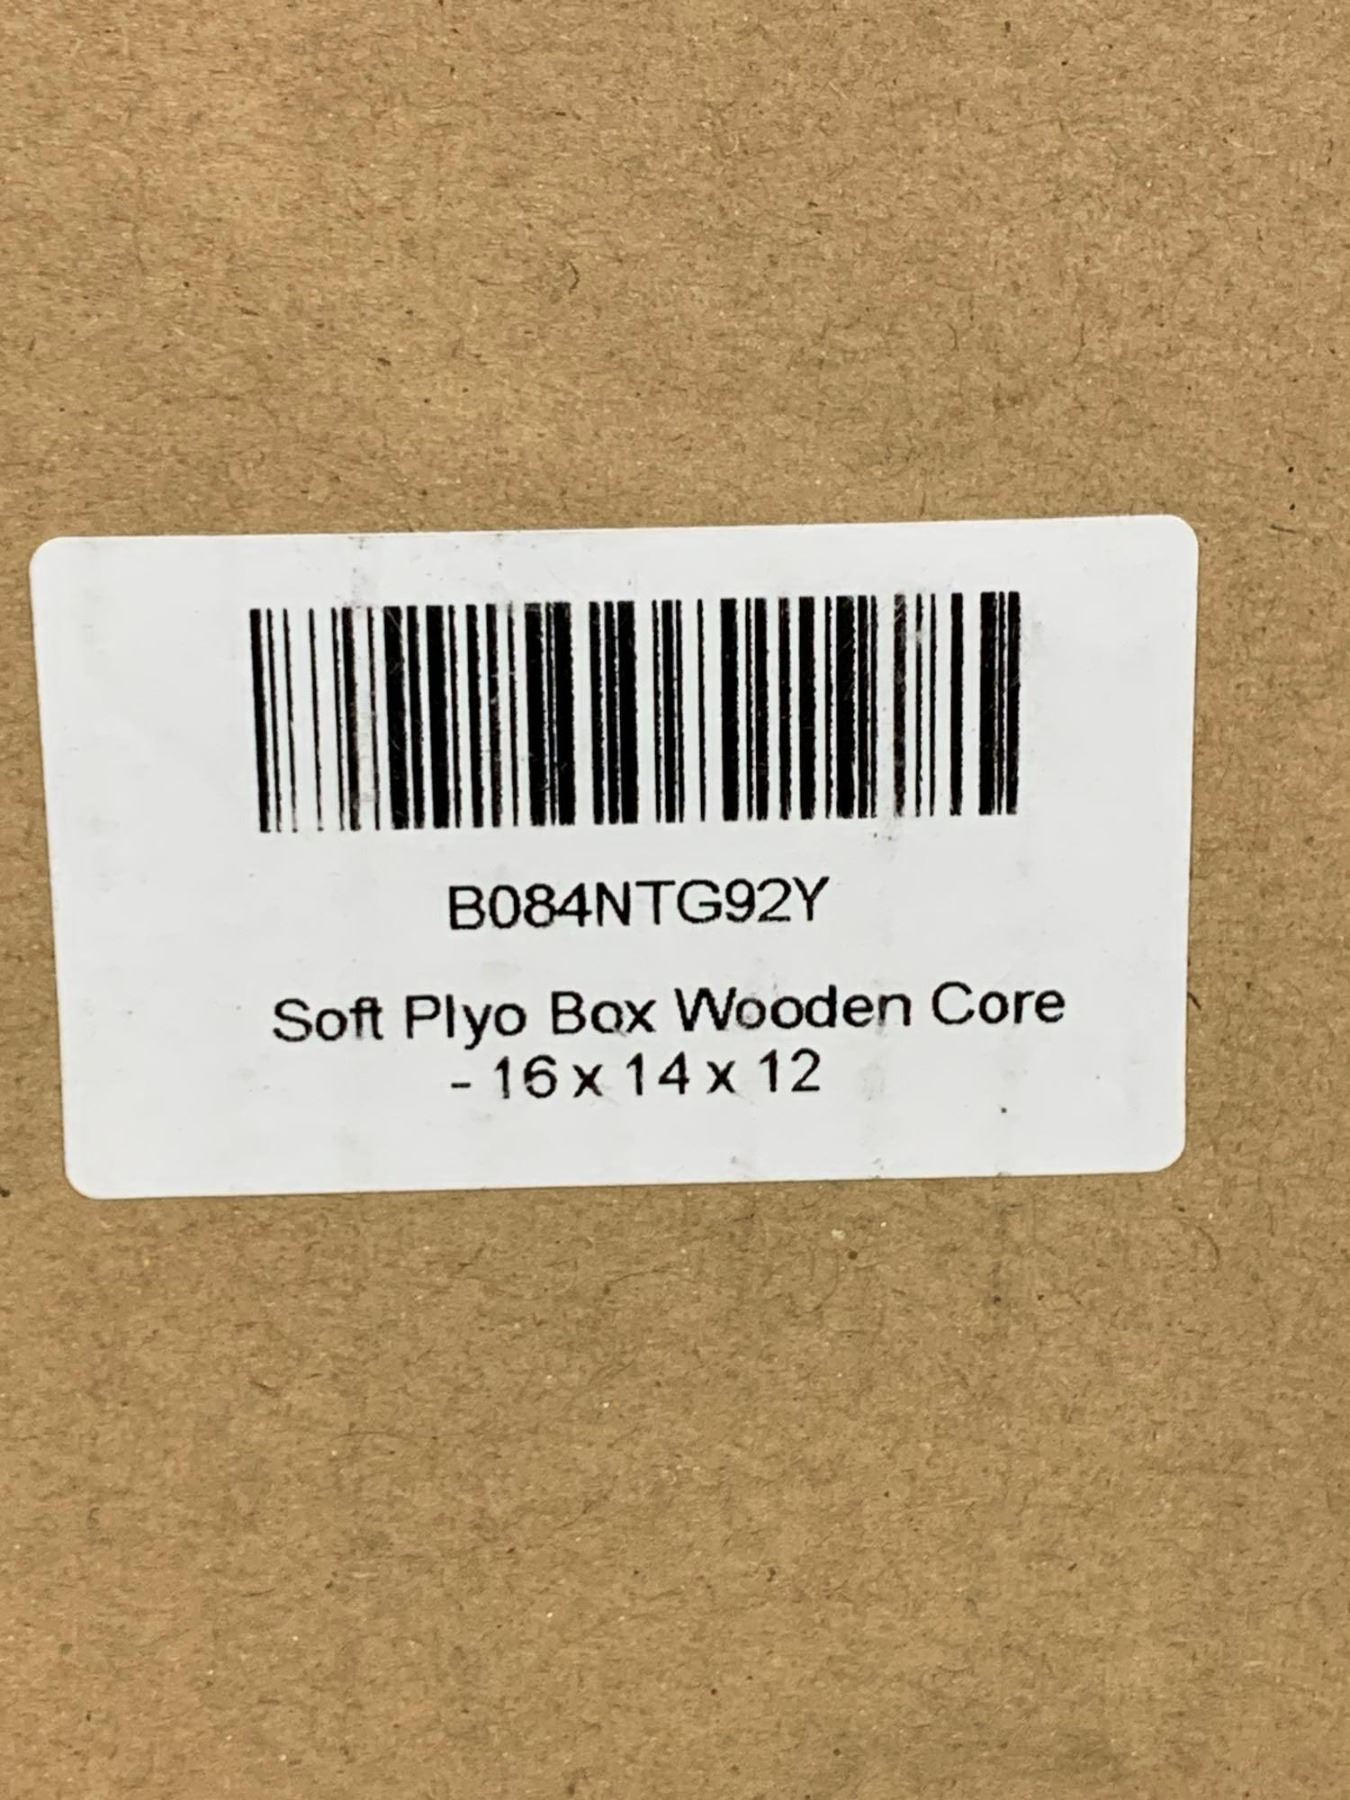 B084NTG92Y
Soft Plyo Box Wooden Core
- 16 x 14 x 12